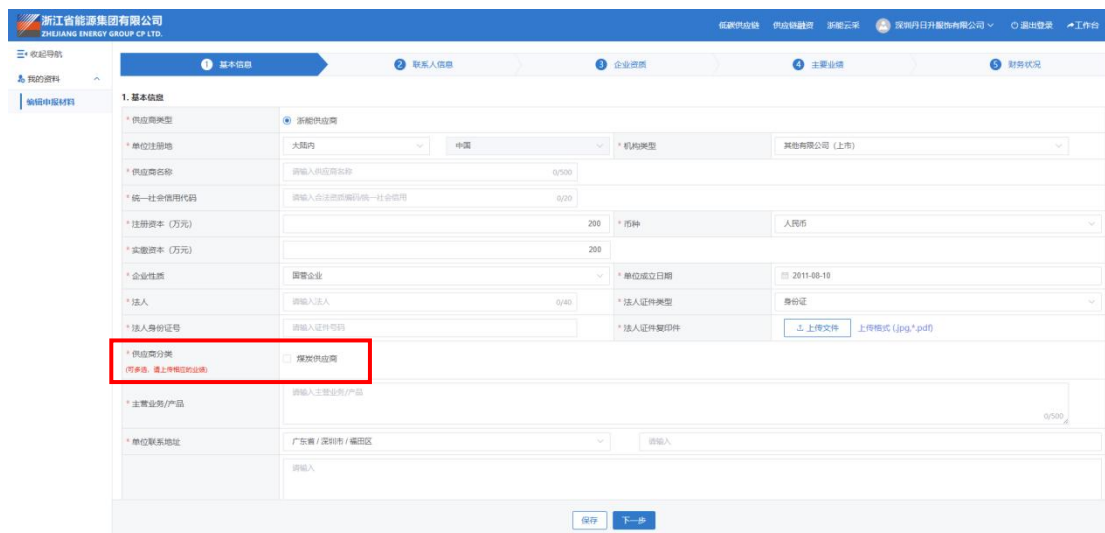 浙江省能源集团有限公司
ZHEJIANG ENERGY GROUP CP LTD.
低碳供应链 供应链融资 浙能云采 深圳丹日升服饰有限公司 退出登录 工作台
收起导航
我的资料
编辑申报材料
1 基本信息 2 联系人信息 3 企业资质 4 主要业绩 5 财务状况
1. 基本信息
* 供应商类型 浙能供应商
* 单位注册地 大陆内 中国 * 机构类型 其他有限公司（上市）
* 供应商名称 请输入供应商名称 0/500
* 统一社会信用代码 请输入合法资质编码/统一社会信用 0/20
* 注册资本（万元） 200 * 币种 人民币
* 实缴资本（万元） 200
* 企业性质 国营企业 * 单位成立日期 2011-08-10
* 法人 请输入法人 0/40 * 法人证件类型 身份证
* 法人身份证号 请输入证件号码 * 法人证件复印件 上传文件 上传格式 (.jpg,*.pdf)
* 供应商分类 煤炭供应商
(可多选，请上传相应的业绩)
* 主营业务/产品 请输入主营业务/产品 0/500
* 单位联系地址 广东省 / 深圳市 / 福田区 请输入
请输入
保存 下一步